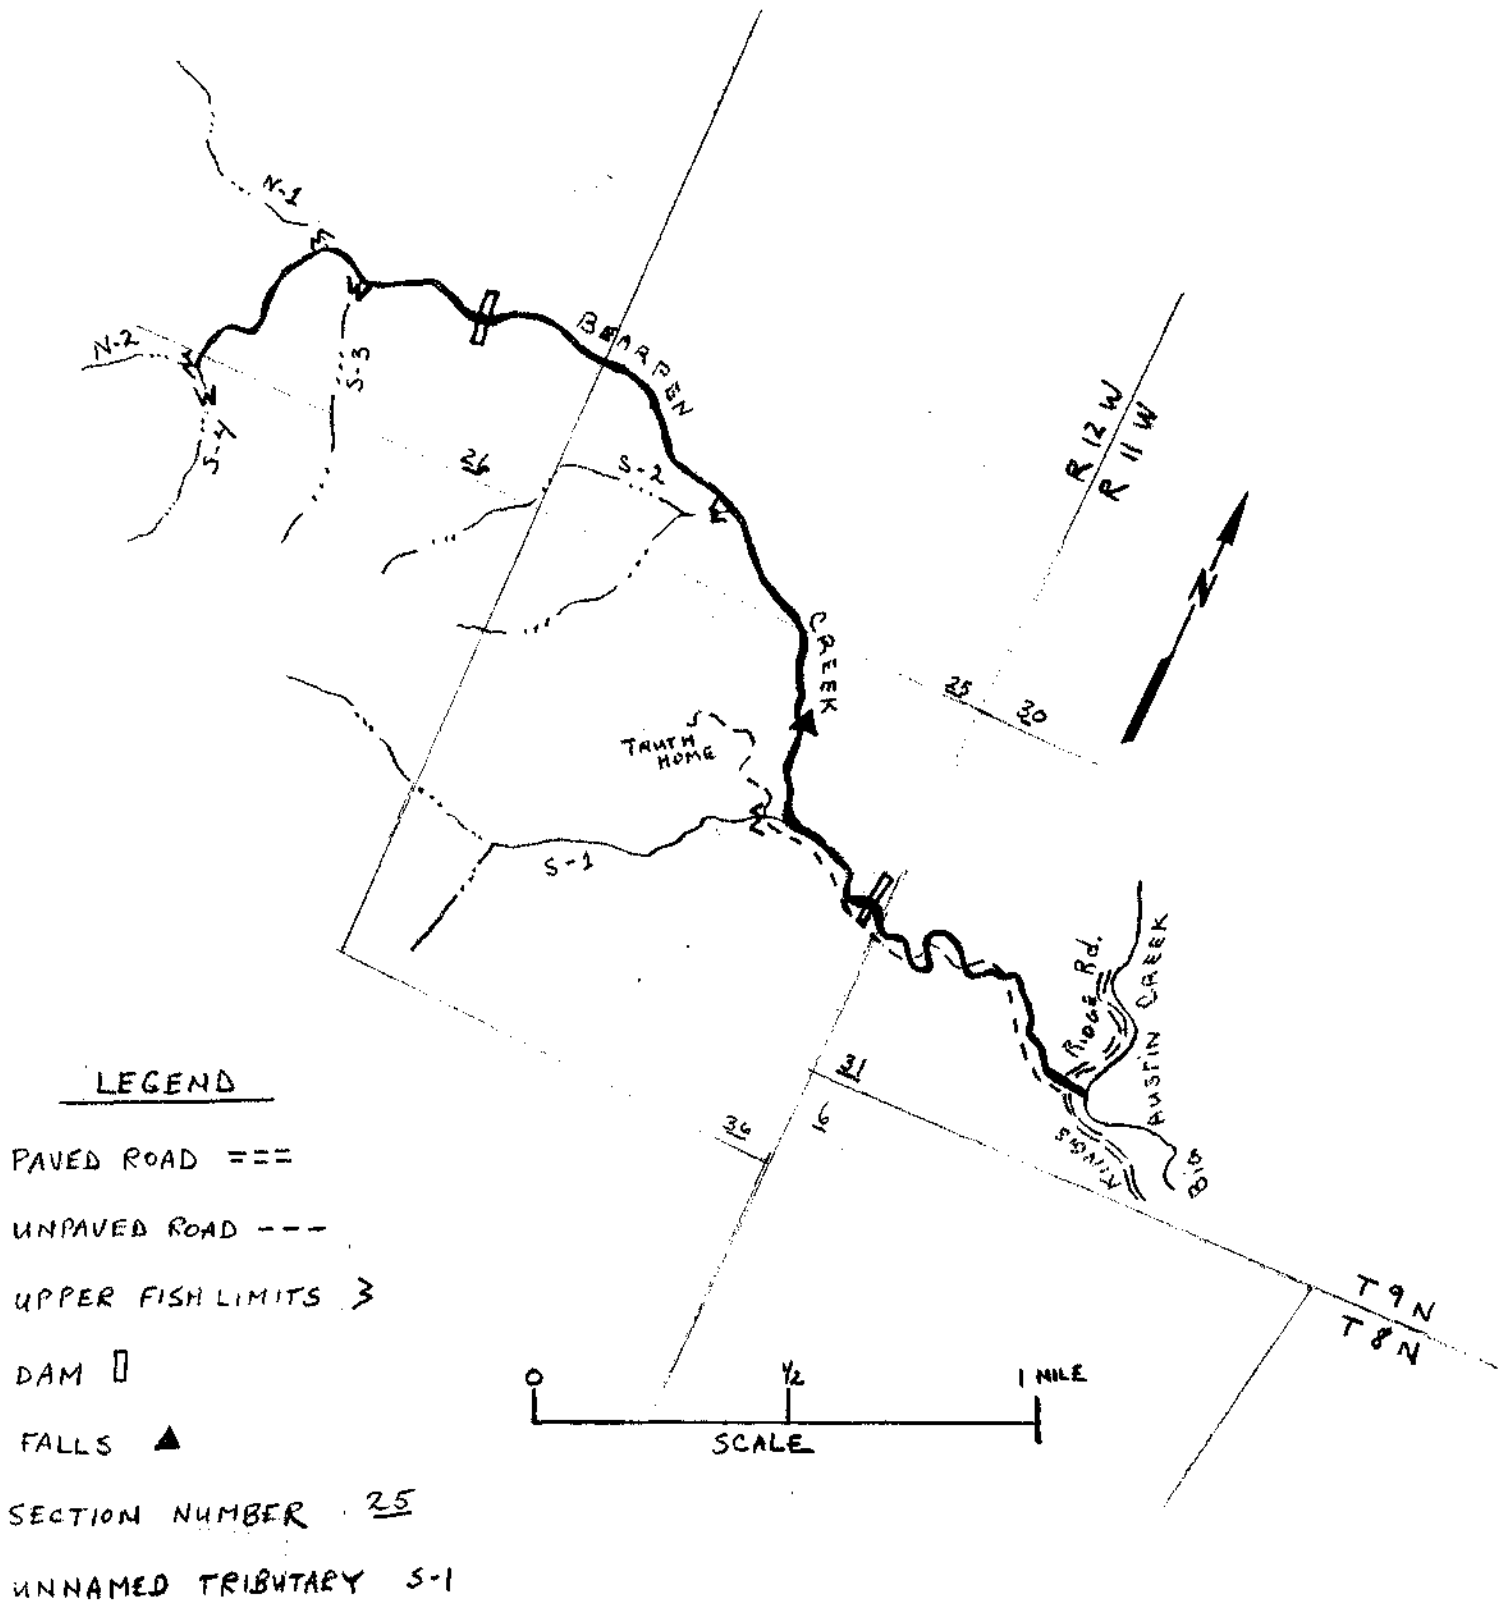 N-1
BEARPEN
N-2
S-3
S-4
26
S-2
R 12 W
R 11 W
N
CREEK
25
30
TRUTH
HOME
S-1
RIDGE Rd.
AUSTIN CREEK
31
36
6
KINGS
BIG
LEGEND
PAVED ROAD ===
UNPAVED ROAD ---
UPPER FISH LIMITS
DAM
FALLS
SECTION NUMBER 25
UNNAMED TRIBUTARY S-1
T 9 N
T 8 N
0 1/2 1 MILE
SCALE